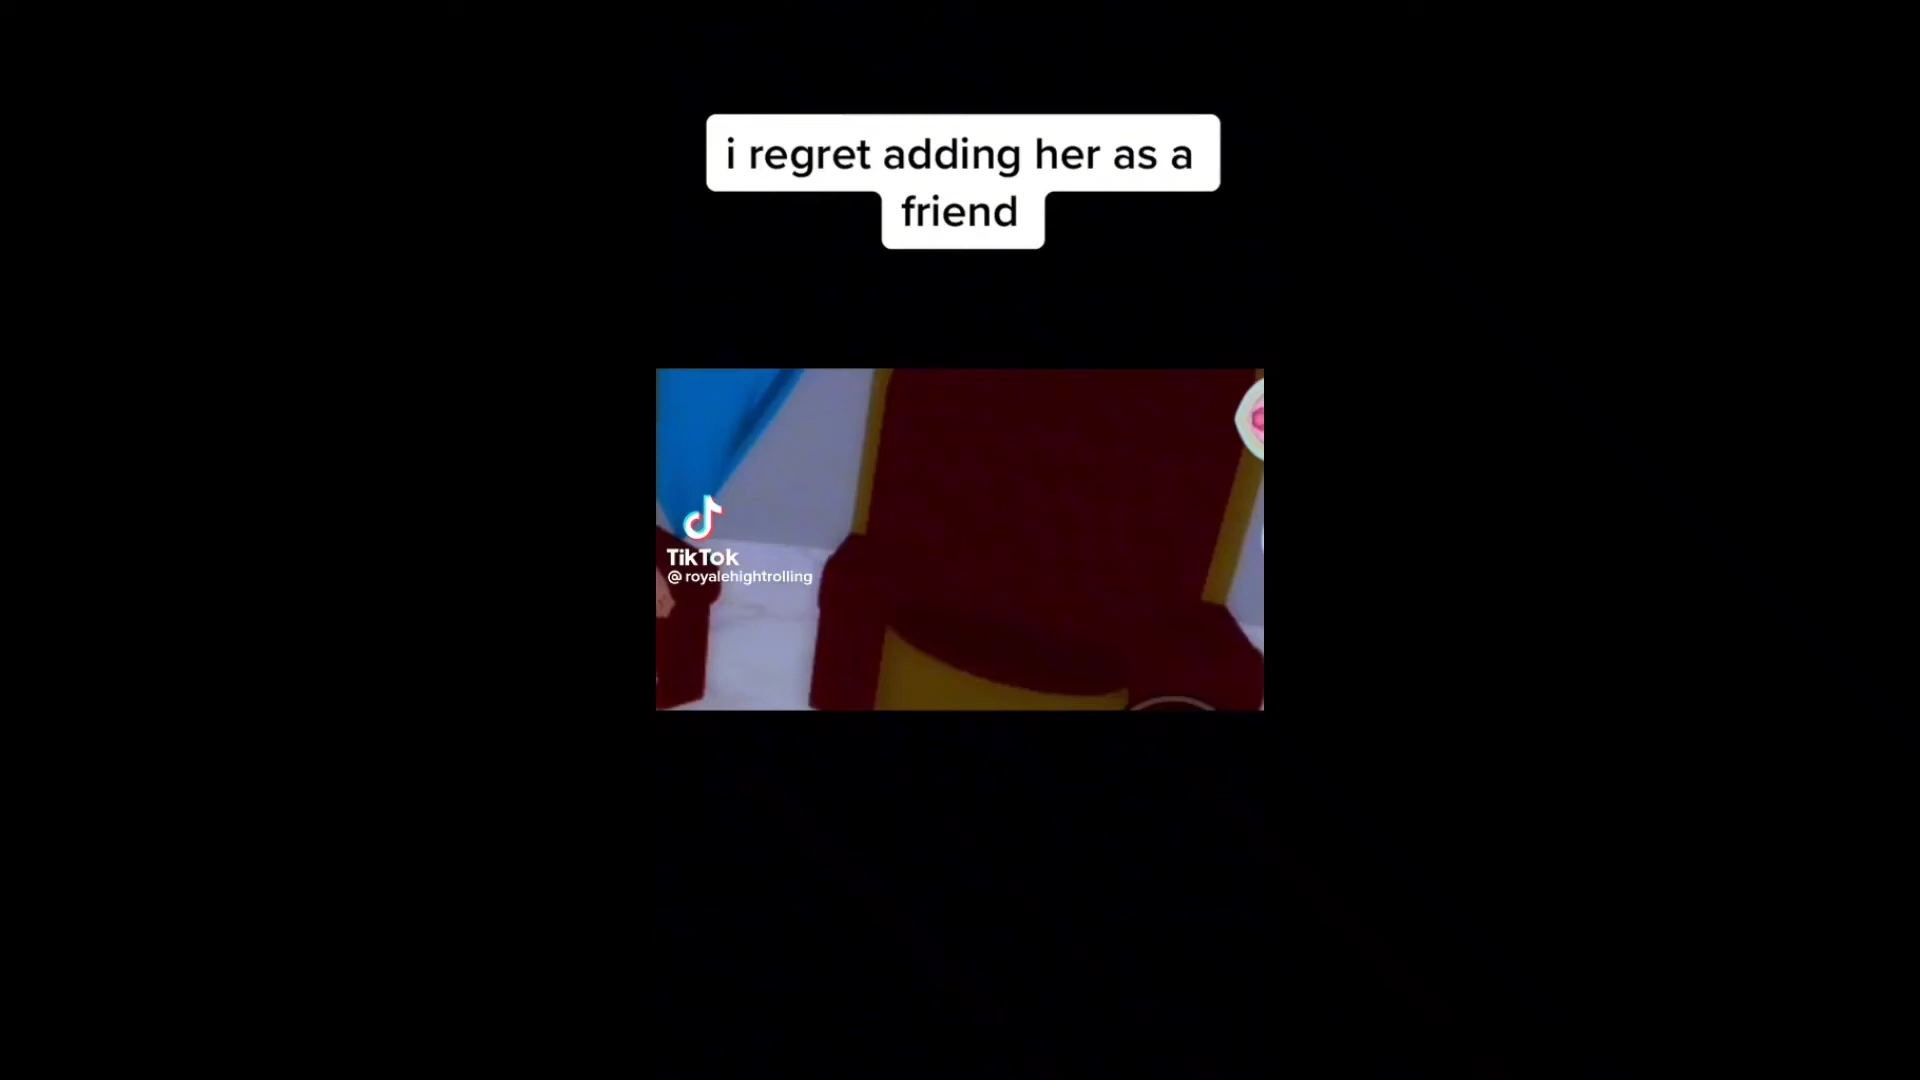 i regret adding her as a
friend
TikTok
@royalehightrolling